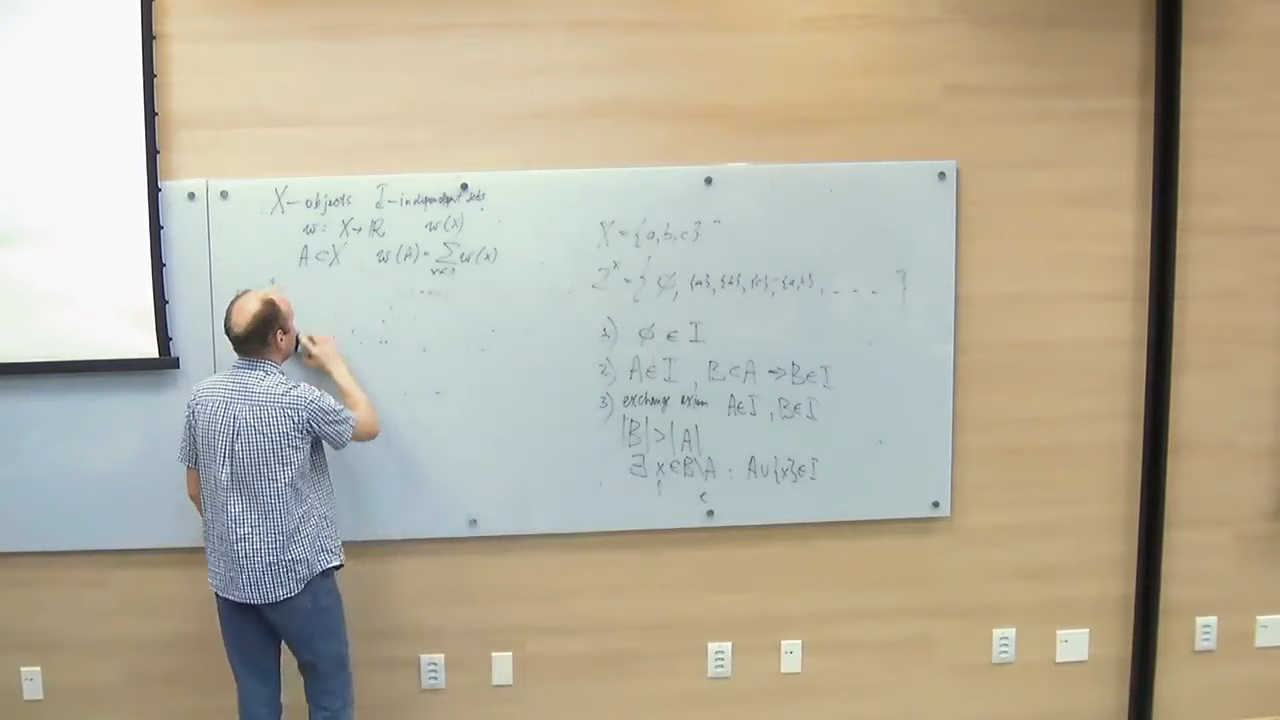 X - objects I - independent sets
w: X → ℝ w(x)
A ⊂ X w(A) = ∑ w(x)
X = {a, b, c}
2^X = { ∅, {a}, {b}, {c}, {a, b}, . . . . }
1) ∅ ∈ I
2) A ∈ I , B ⊂ A → B ∈ I
3) exchange axiom A ∈ I , B ∈ I
|B| > |A|
∃ x ∈ B \ A : A ∪ {x} ∈ I